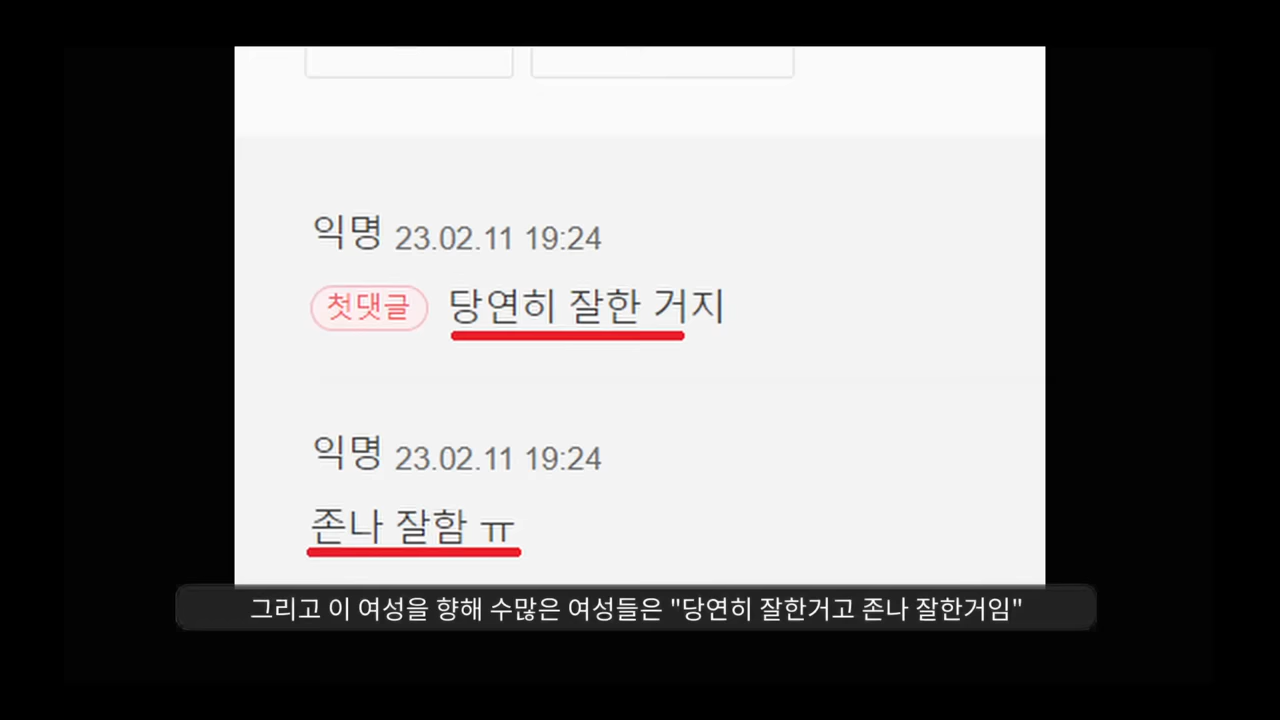 익명 23.02.11 19:24
첫댓글 당연히 잘한 거지
익명 23.02.11 19:24
존나 잘함 ㅠ
그리고 이 여성을 향해 수많은 여성들은 "당연히 잘한거고 존나 잘한거임"